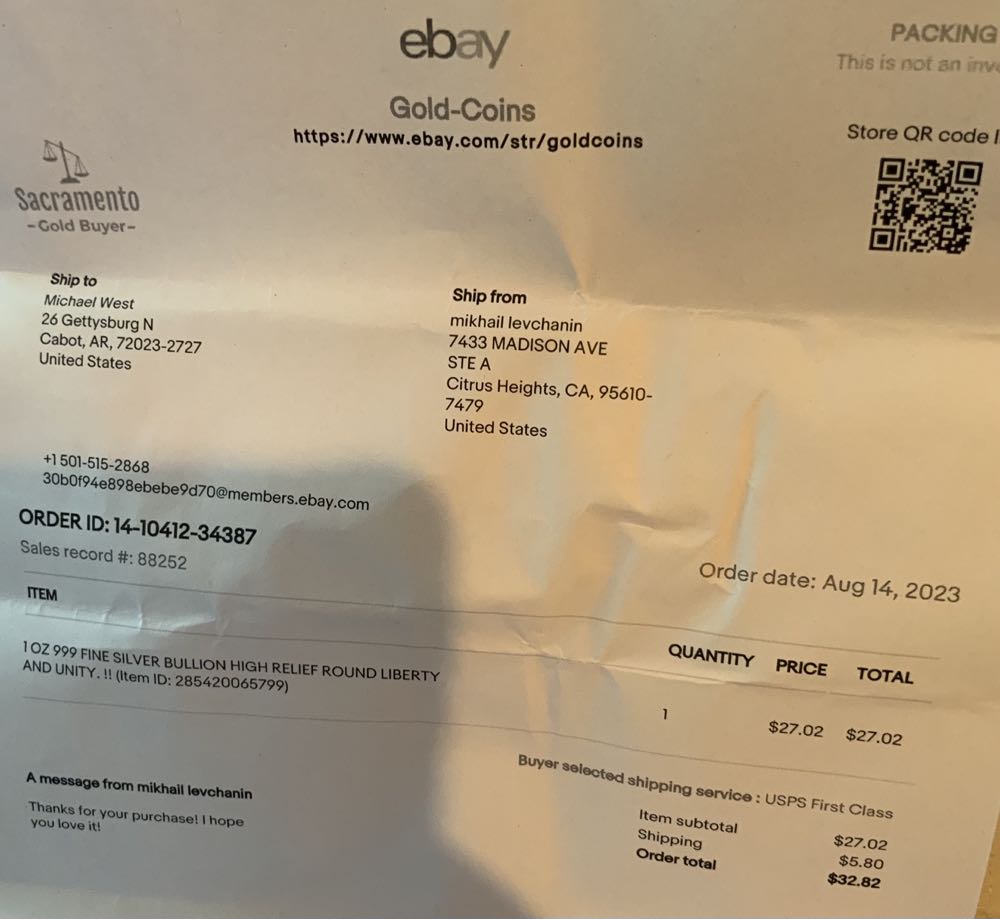 ebay
PACKING
This is not an
Gold-Coins
https://www.ebay.com/str/goldcoins
Store QR code
Sacramento
-Gold Buyer-
Ship to
Michael West
26 Gettysburg N
Cabot, AR, 72023-2727
United States
Ship from
mikhail levchanin
7433 MADISON AVE
STE A
Citrus Heights, CA, 95610-
7479
United States
+1 501-515-2868
30b0f94e898ebebe9d70@members.ebay.com
ORDER ID: 14-10412-34387
Sales record #: 88252
Order date: Aug 14, 2023
ITEM QUANTITY PRICE TOTAL
1 OZ 999 FINE SILVER BULLION HIGH RELIEF ROUND LIBERTY
AND UNITY. !! (Item ID: 285420065799)
1 $27.02 $27.02
Buyer selected shipping service : USPS First Class
A message from mikhail levchanin
Thanks for your purchase! I hope
you love it!
Item subtotal $27.02
Shipping $5.80
Order total $32.82